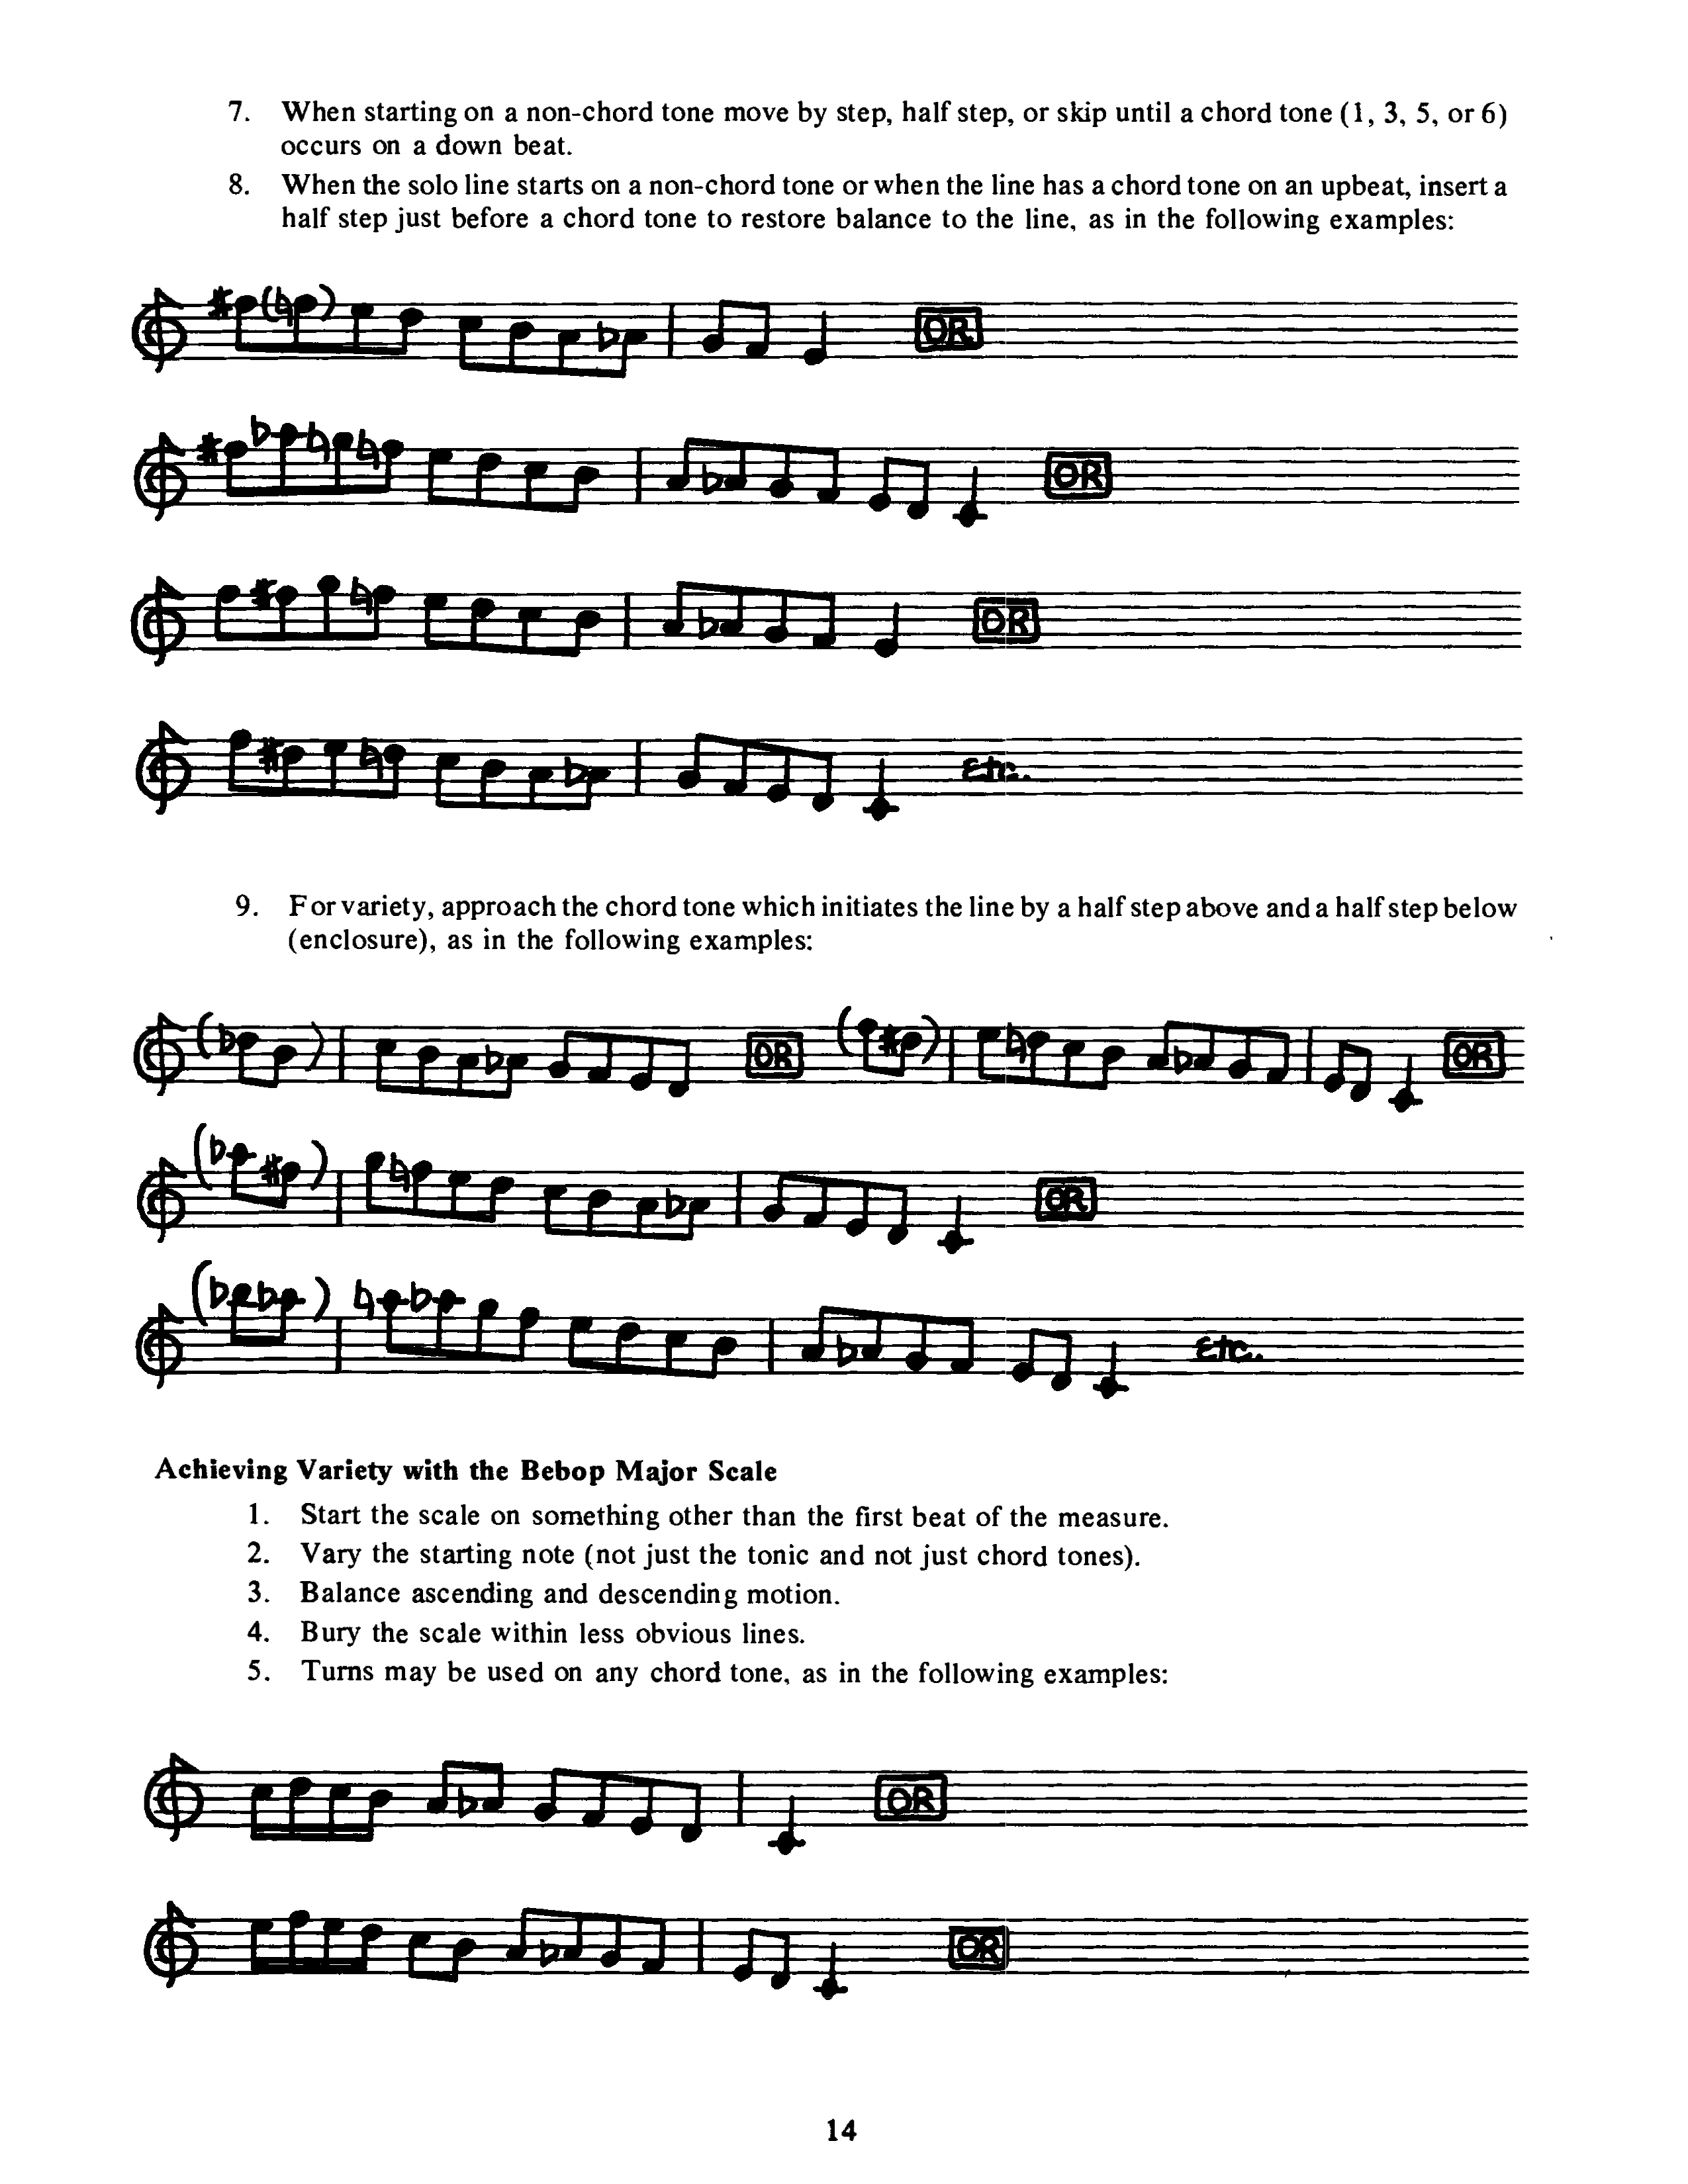 7. When starting on a non-chord tone move by step, half step, or skip until a chord tone (1, 3, 5, or 6)
occurs on a down beat.
8. When the solo line starts on a non-chord tone or when the line has a chord tone on an upbeat, insert a
half step just before a chord tone to restore balance to the line, as in the following examples:
OR
OR
OR
Etc.
9. For variety, approach the chord tone which initiates the line by a half step above and a half step below
(enclosure), as in the following examples:
OR OR
OR
Etc.
Achieving Variety with the Bebop Major Scale
1. Start the scale on something other than the first beat of the measure.
2. Vary the starting note (not just the tonic and not just chord tones).
3. Balance ascending and descending motion.
4. Bury the scale within less obvious lines.
5. Turns may be used on any chord tone, as in the following examples:
OR
OR
14